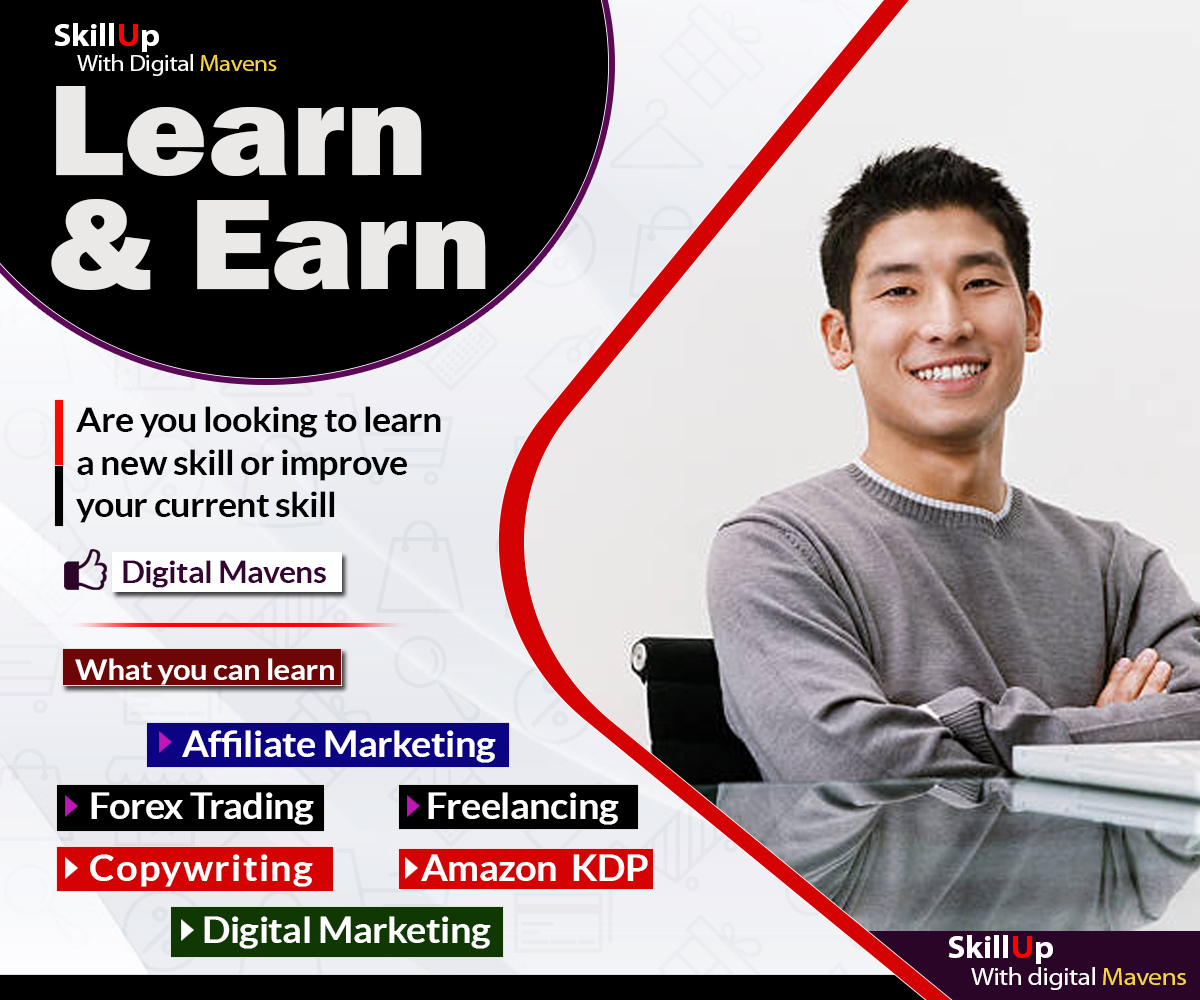 SkillUp
With Digital Mavens
Learn
& Earn
Are you looking to learn
a new skill or improve
your current skill
Digital Mavens
What you can learn
Affiliate Marketing
Forex Trading
Freelancing
Copywriting
Amazon KDP
Digital Marketing
SkillUp
With digital Mavens